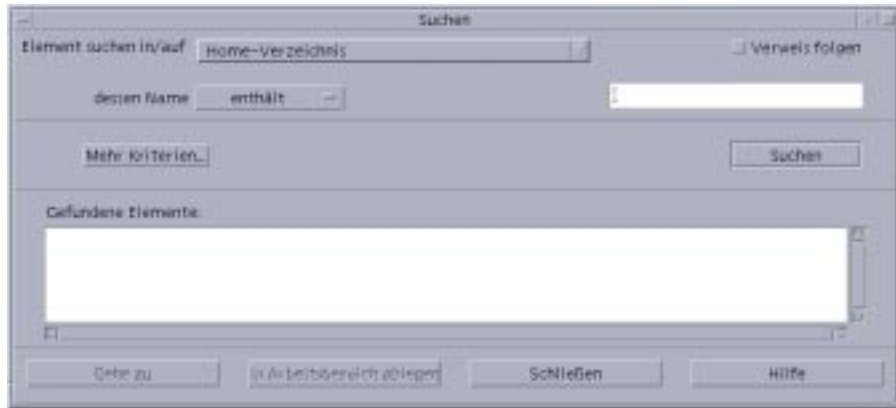 Suchen
Element suchen in/auf Home-Verzeichnis Verweis folgen
dessen Name enthält
Mehr Kriterien... Suchen
Gefundene Elemente:
Gehe zu In Arbeitsbereich ablegen Schließen Hilfe